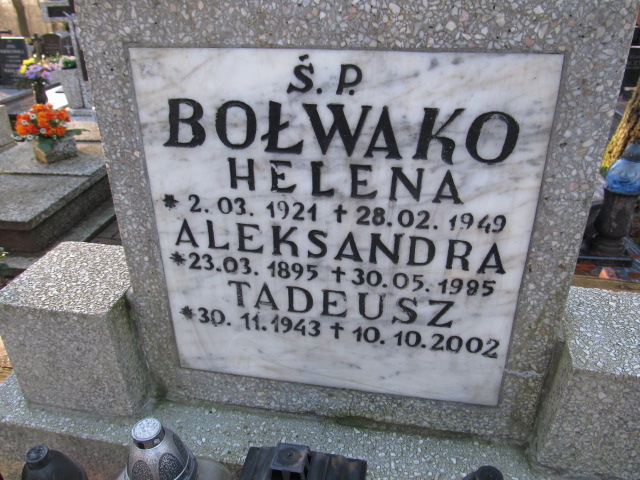 Ś. P.
BOŁWAKO
HELENA
* 2. 03. 1921 + 28. 02. 1949
ALEKSANDRA
*23. 03. 1895 +30. 05. 1985
TADEUSZ
*30. 11. 1943 + 10. 10. 2002